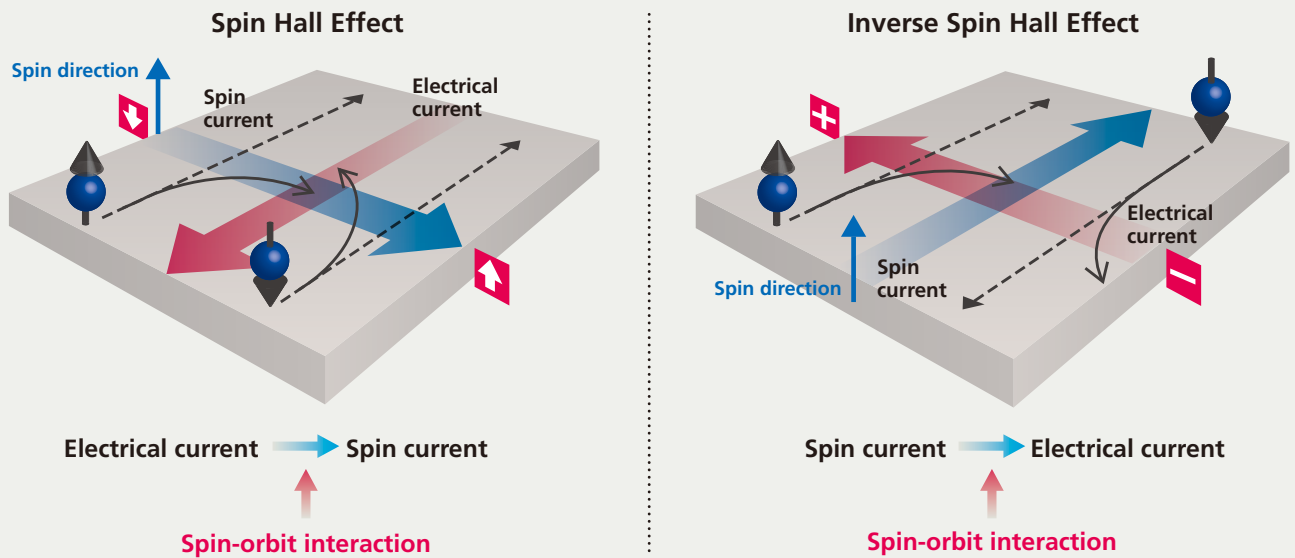 Spin Hall Effect
Spin direction
Spin
current
Electrical
current
Electrical current
Spin current
Spin-orbit interaction
Inverse Spin Hall Effect
+
Electrical
current
Spin
current
Spin direction
−
Spin current
Electrical current
Spin-orbit interaction